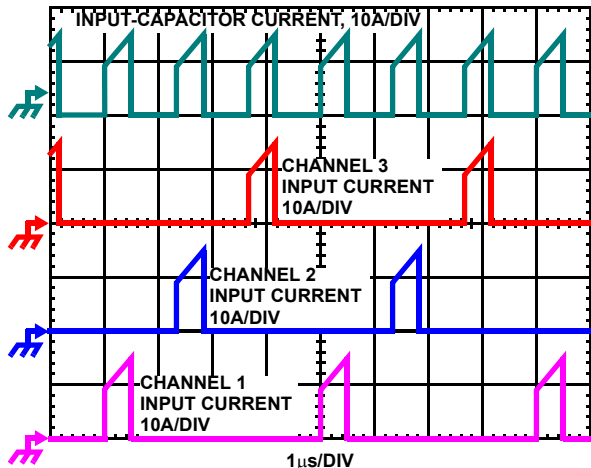 INPUT-CAPACITOR CURRENT, 10A/DIV
CHANNEL 3
INPUT CURRENT
10A/DIV
CHANNEL 2
INPUT CURRENT
10A/DIV
CHANNEL 1
INPUT CURRENT
10A/DIV
1μs/DIV